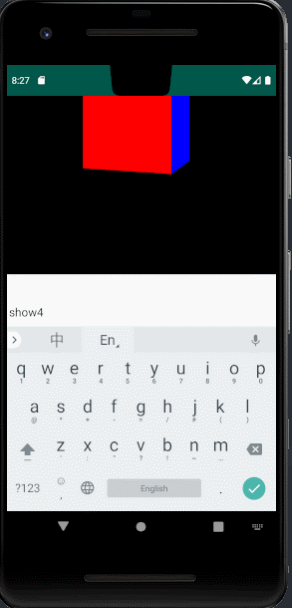 8:27
show4
中 En
q w e r t y u i o p
1 2 3 4 5 6 7 8 9 0
a s d f g h j k l
z x c v b n m
?123 , English .